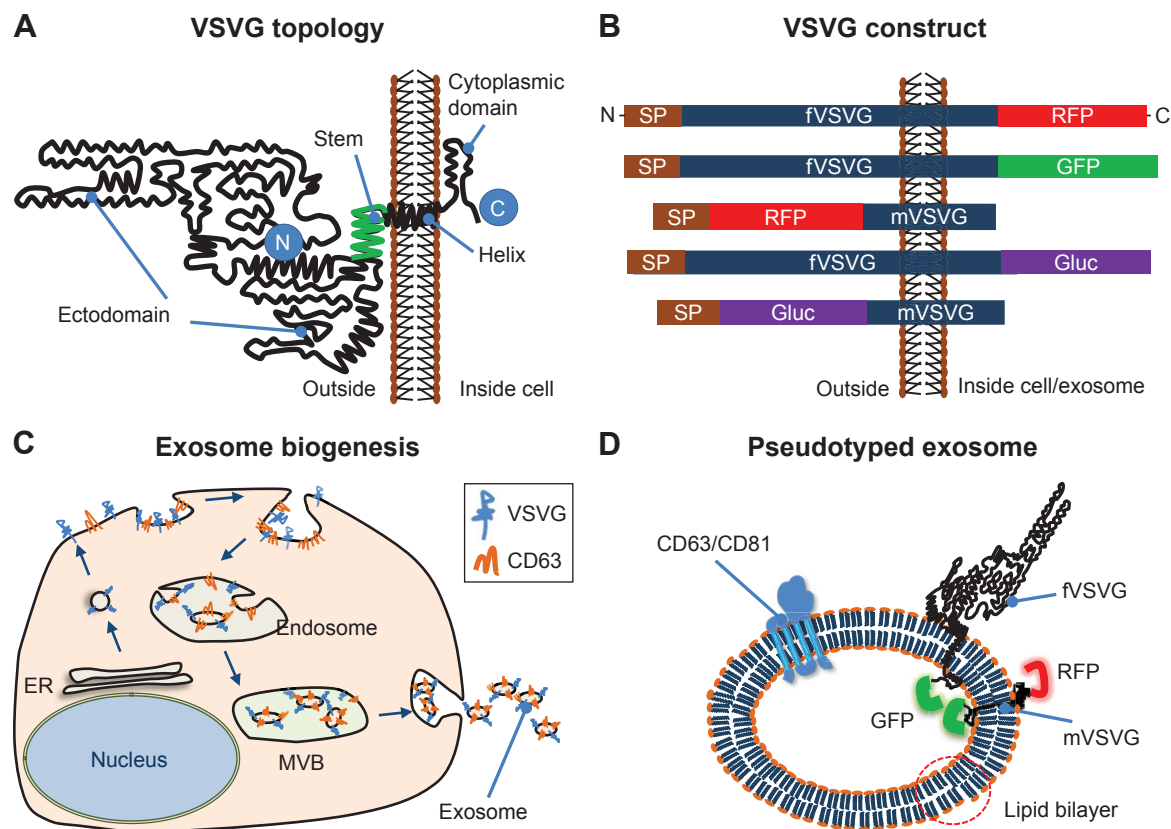 A
VSVG topology
Cytoplasmic
domain
Stem
C
N
Helix
Ectodomain
Outside
Inside cell
B
VSVG construct
N- SP fVSVG RFP -C
SP fVSVG GFP
SP RFP mVSVG
SP fVSVG Gluc
SP Gluc mVSVG
Outside
Inside cell/exosome
C
Exosome biogenesis
VSVG
CD63
Endosome
ER
MVB
Nucleus
Exosome
D
Pseudotyped exosome
CD63/CD81
fVSVG
RFP
GFP
mVSVG
Lipid bilayer